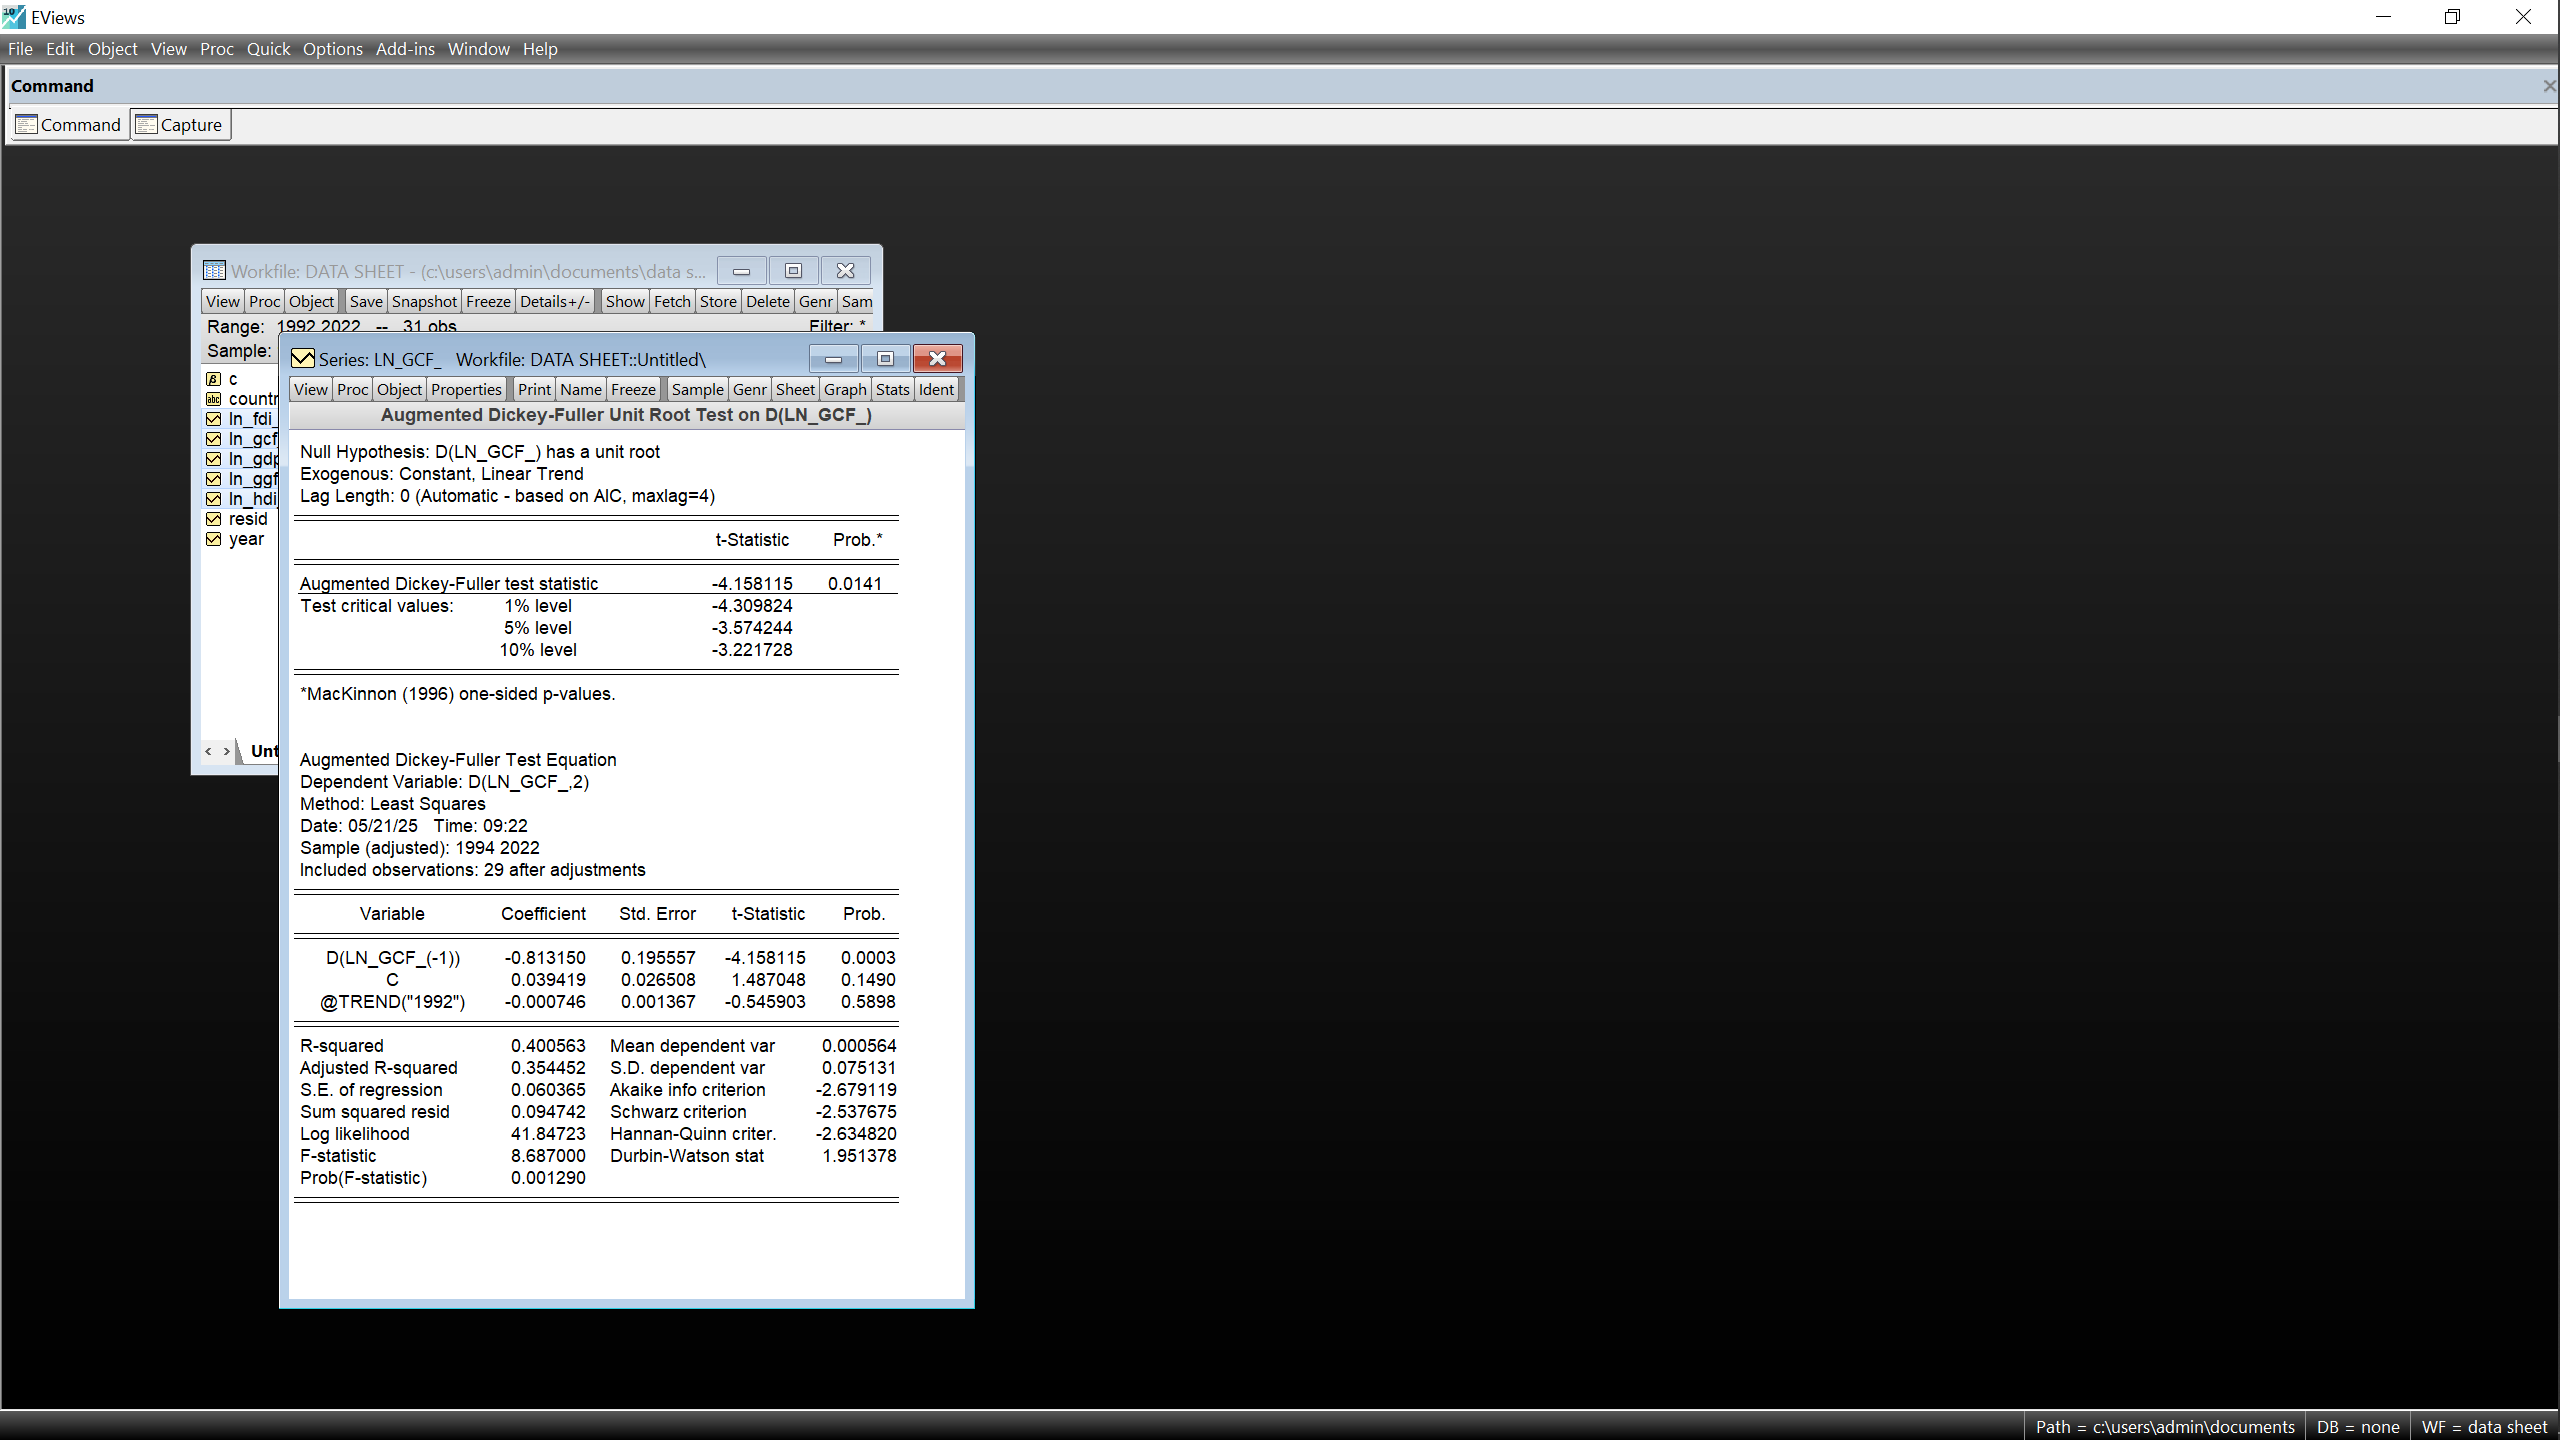 10 EViews
File Edit Object View Proc Quick Options Add-ins Window Help
Command
Command Capture
Workfile: DATA SHEET - (c:\users\admin\documents\data s...
View Proc Object Save Snapshot Freeze Details+/- Show Fetch Store Delete Genr Sam
Range: 1992 2022 -- 31 obs Filter: *
Sample:
c
countr
ln_fdi_
ln_gcf
ln_gdp
ln_ggf
ln_hdi
resid
year
< > Unt
Series: LN_GCF_ Workfile: DATA SHEET::Untitled\
View Proc Object Properties Print Name Freeze Sample Genr Sheet Graph Stats Ident
Augmented Dickey-Fuller Unit Root Test on D(LN_GCF_)
Null Hypothesis: D(LN_GCF_) has a unit root
Exogenous: Constant, Linear Trend
Lag Length: 0 (Automatic - based on AIC, maxlag=4)
t-Statistic Prob.*
Augmented Dickey-Fuller test statistic -4.158115 0.0141
Test critical values: 1% level -4.309824
5% level -3.574244
10% level -3.221728
*MacKinnon (1996) one-sided p-values.
Augmented Dickey-Fuller Test Equation
Dependent Variable: D(LN_GCF_,2)
Method: Least Squares
Date: 05/21/25 Time: 09:22
Sample (adjusted): 1994 2022
Included observations: 29 after adjustments
Variable Coefficient Std. Error t-Statistic Prob.
D(LN_GCF_(-1)) -0.813150 0.195557 -4.158115 0.0003
C 0.039419 0.026508 1.487048 0.1490
@TREND("1992") -0.000746 0.001367 -0.545903 0.5898
R-squared 0.400563 Mean dependent var 0.000564
Adjusted R-squared 0.354452 S.D. dependent var 0.075131
S.E. of regression 0.060365 Akaike info criterion -2.679119
Sum squared resid 0.094742 Schwarz criterion -2.537675
Log likelihood 41.84723 Hannan-Quinn criter. -2.634820
F-statistic 8.687000 Durbin-Watson stat 1.951378
Prob(F-statistic) 0.001290
Path = c:\users\admin\documents DB = none WF = data sheet